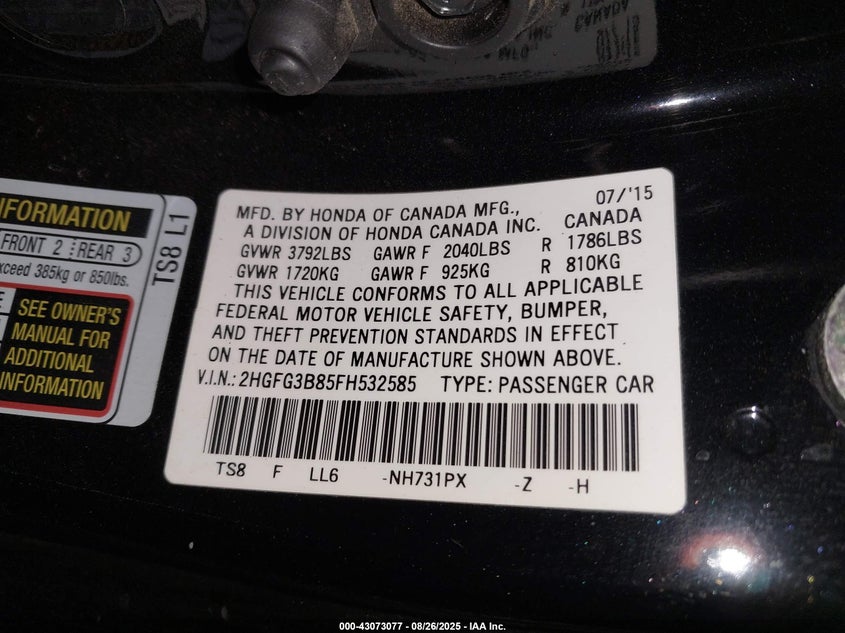 INFORMATION
FRONT 2 REAR 3
exceed 385kg or 850lbs.
SEE OWNER'S
MANUAL FOR
ADDITIONAL
INFORMATION
TS8 L1
07/'15
MFD. BY HONDA OF CANADA MFG.,
A DIVISION OF HONDA CANADA INC. CANADA
GVWR 3792LBS GAWR F 2040LBS R 1786LBS
GVWR 1720KG GAWR F 925KG R 810KG
THIS VEHICLE CONFORMS TO ALL APPLICABLE
FEDERAL MOTOR VEHICLE SAFETY, BUMPER,
AND THEFT PREVENTION STANDARDS IN EFFECT
ON THE DATE OF MANUFACTURE SHOWN ABOVE.
V.I.N.: 2HGFG3B85FH532585 TYPE: PASSENGER CAR
TS8 F LL6 -NH731PX -Z -H
000-43073077 - 08/26/2025 - IAA Inc.